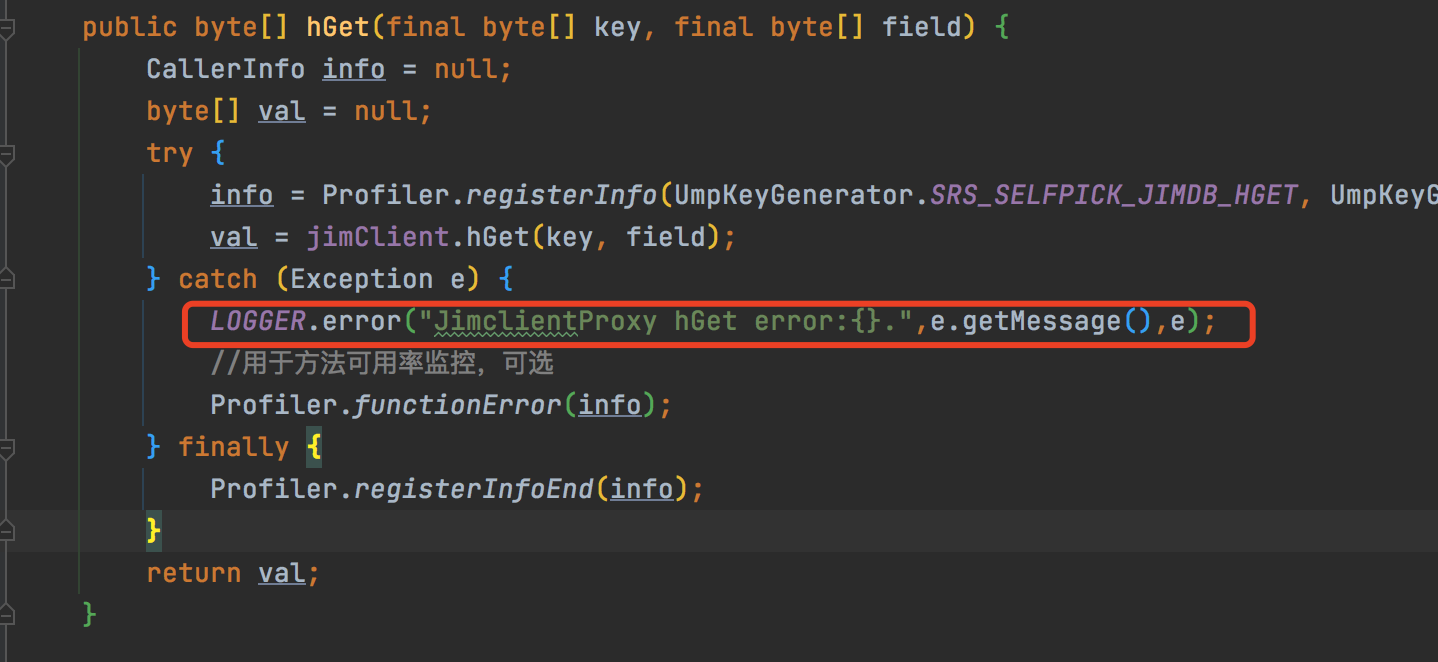 public byte[] hGet(final byte[] key, final byte[] field) {
CallerInfo info = null;
byte[] val = null;
try {
info = Profiler.registerInfo(UmpKeyGenerator.SRS_SELFPICK_JIMDB_HGET, UmpKeyG
val = jimClient.hGet(key, field);
} catch (Exception e) {
LOGGER.error("JimclientProxy hGet error:{}.",e.getMessage(),e);
//用于方法可用率监控，可选
Profiler.functionError(info);
} finally {
Profiler.registerInfoEnd(info);
}
return val;
}